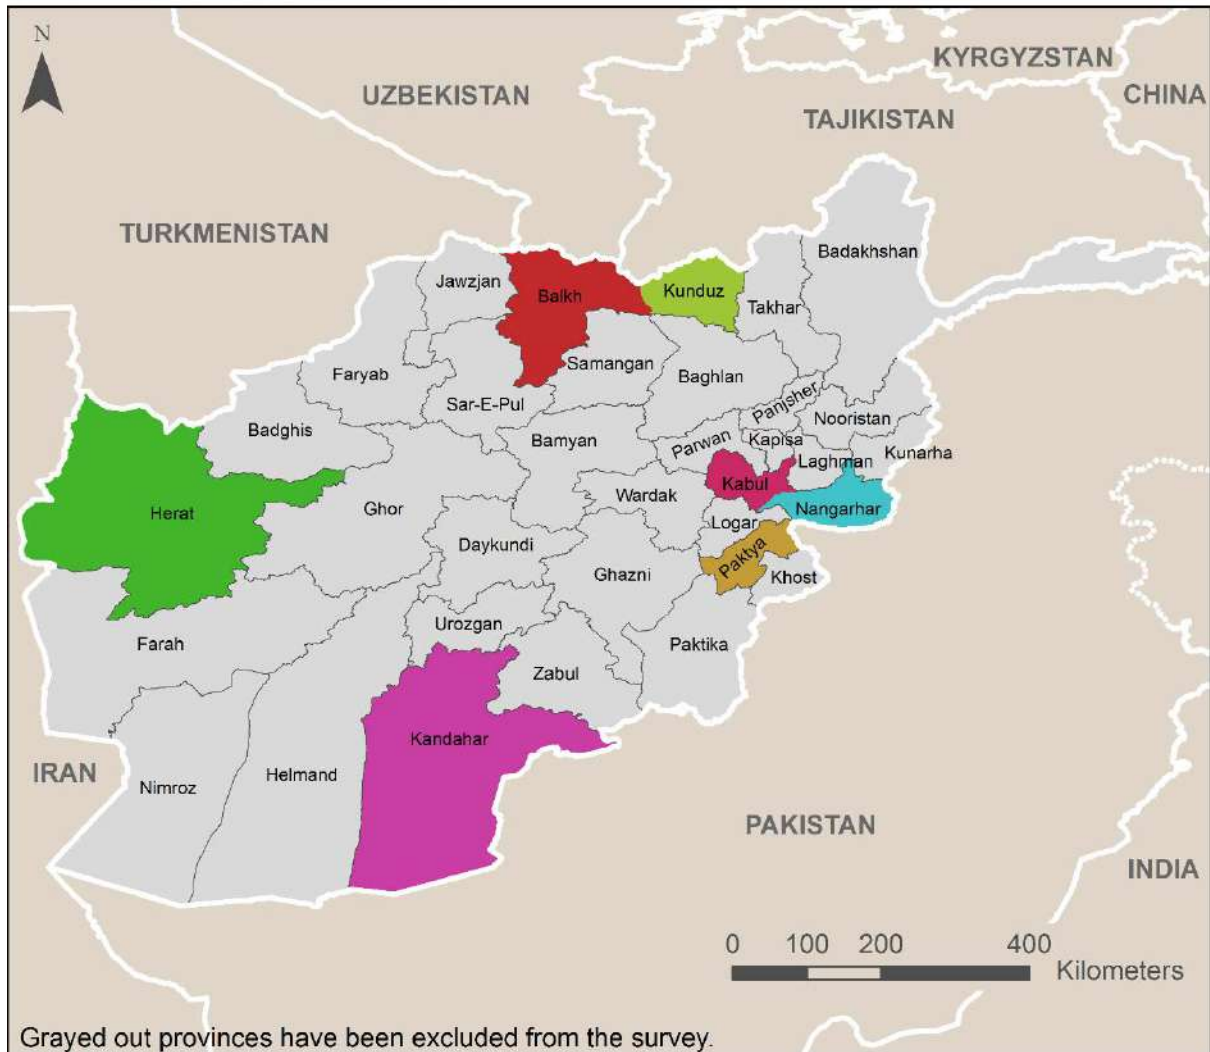 N
KYRGYZSTAN
UZBEKISTAN
CHINA
TAJIKISTAN
TURKMENISTAN
Badakhshan
Jawzjan
Balkh
Kunduz
Takhar
Samangan
Faryab
Baghlan
Sar-E-Pul
Panjsher
Nooristan
Badghis
Bamyan
Parwan
Kapisa
Kunarha
Laghman
Kabul
Wardak
Herat
Ghor
Nangarhar
Logar
Daykundi
Paktya
Ghazni
Khost
Urozgan
Farah
Paktika
Zabul
Kandahar
IRAN
Helmand
Nimroz
PAKISTAN
INDIA
0 100 200 400
Kilometers
Grayed out provinces have been excluded from the survey.